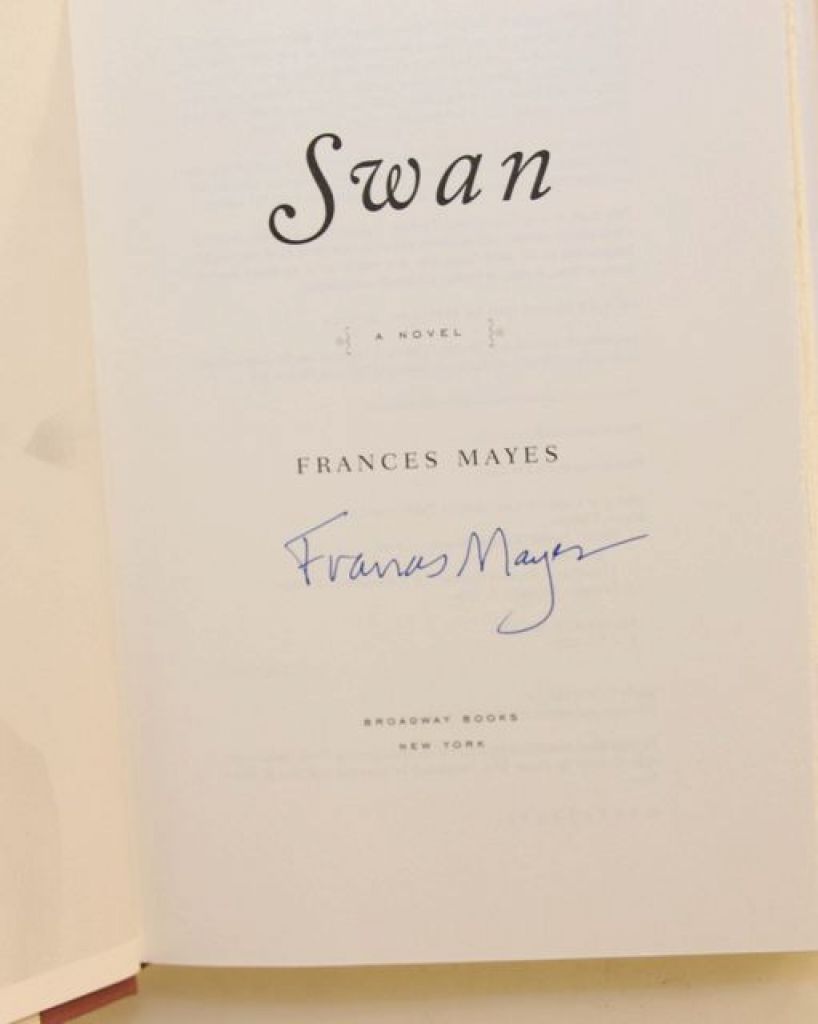 Swan
A NOVEL
FRANCES MAYES
Frances Mayes
BROADWAY BOOKS
NEW YORK